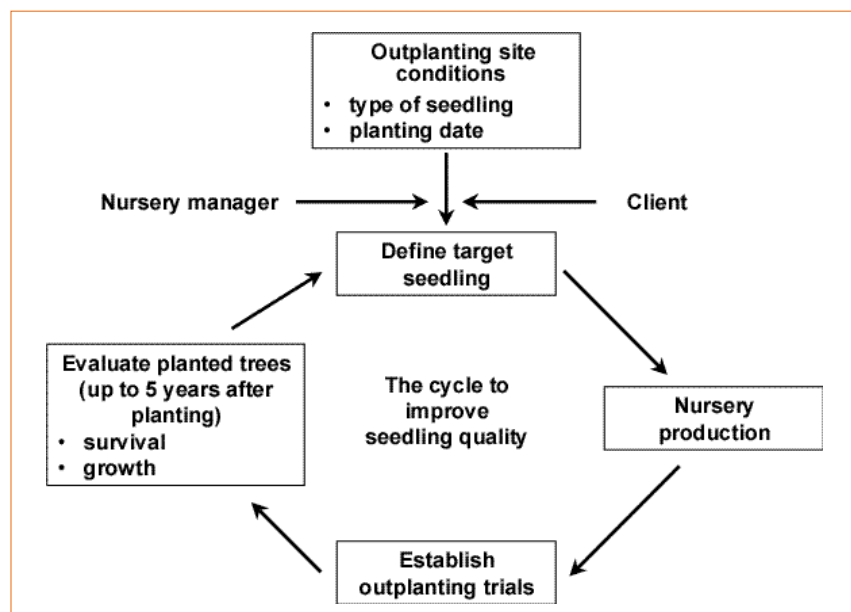 Outplanting site
conditions
• type of seedling
• planting date
Nursery manager
Client
Define target
seedling
Evaluate planted trees
(up to 5 years after
planting)
• survival
• growth
The cycle to
improve
seedling quality
Nursery
production
Establish
outplanting trials